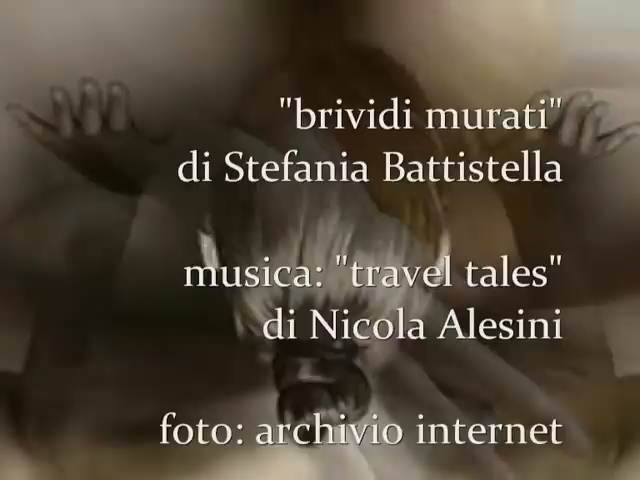 "brividi murati"
di Stefania Battistella
musica: "travel tales"
di Nicola Alesini
foto: archivio internet